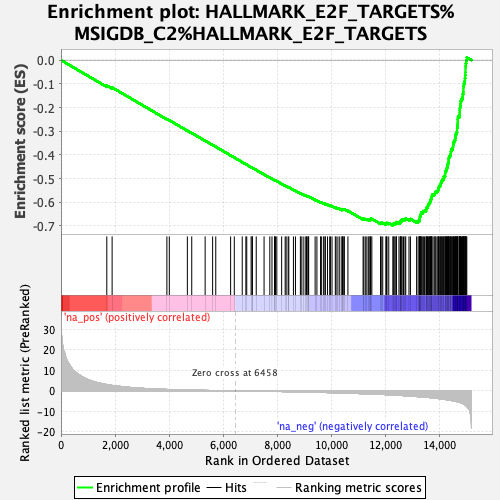 Enrichment plot: HALLMARK_E2F_TARGETS%
MSIGDB_C2%HALLMARK_E2F_TARGETS
Enrichment score (ES)
0.0
-0.1
-0.2
-0.3
-0.4
-0.5
-0.6
-0.7
'na_pos' (positively correlated)
Ranked list metric (PreRanked)
30
20
10
0
-10
-20
Zero cross at 6458
'na_neg' (negatively correlated)
0
2,000
4,000
6,000
8,000
10,000
12,000
14,000
Rank in Ordered Dataset
Enrichment profile
Hits
Ranking metric scores